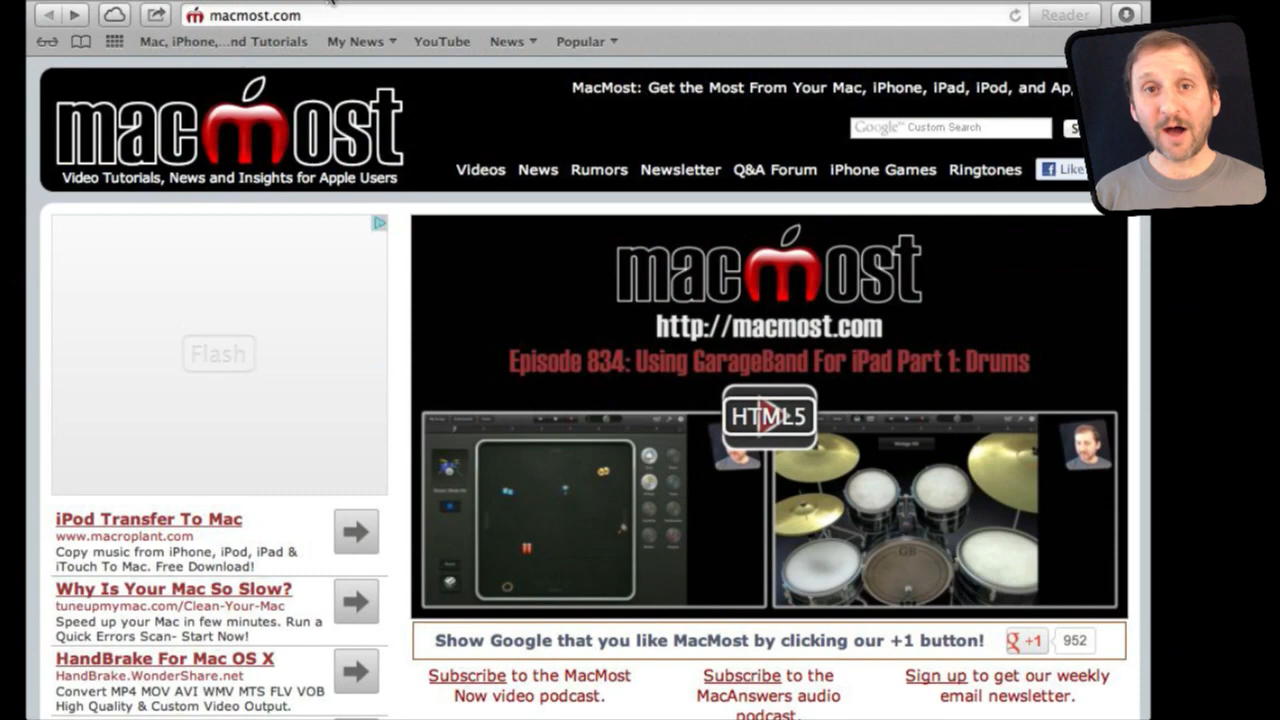 macmost.com
Reader
Mac, iPhone,...nd Tutorials My News YouTube News Popular
MacMost: Get the Most From Your Mac, iPhone, iPad, iPod, and Ap
macmost
Google™ Custom Search
S
Video Tutorials, News and Insights for Apple Users
Videos News Rumors Newsletter Q&A Forum iPhone Games Ringtones Like
macmost
http://macmost.com
Episode 834: Using GarageBand For iPad Part 1: Drums
Flash
HTML5
GB
iPod Transfer To Mac
www.macroplant.com
Copy music from iPhone, iPod, iPad &
iTouch To Mac. Free Download!
Why Is Your Mac So Slow?
tuneupmymac.com/Clean-Your-Mac
Speed up your Mac in few minutes. Run a
Quick Errors Scan- Start Now!
HandBrake For Mac OS X
HandBrake.WonderShare.net
Convert MP4 MOV AVI WMV MTS FLV VOB
High Quality & Custom Video Output.
Show Google that you like MacMost by clicking our +1 button! g +1 952
Subscribe to the MacMost
Now video podcast.
Subscribe to the
MacAnswers audio
podcast.
Sign up to get our weekly
email newsletter.